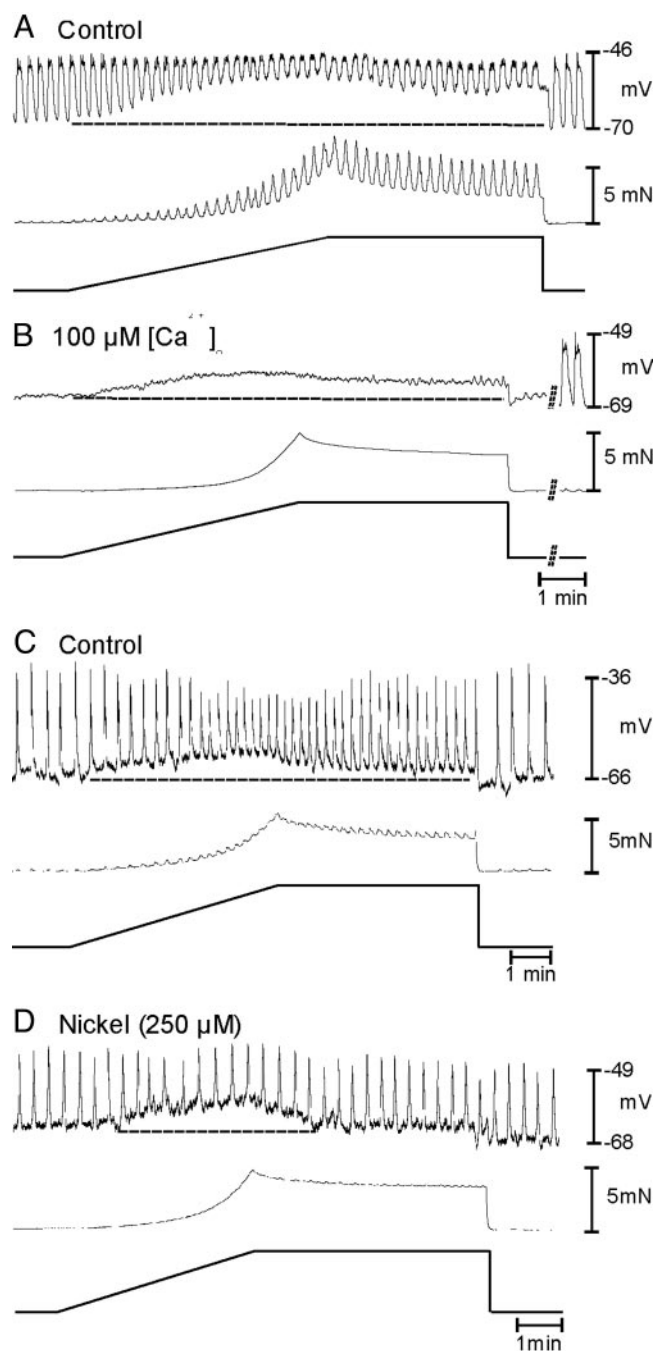 A Control
-46
mV
-70
5 mN
B 100 µM [Ca2+]o
-49
mV
-69
5 mN
1 min
C Control
-36
mV
-66
5mN
1 min
D Nickel (250 µM)
-49
mV
-68
5mN
1min